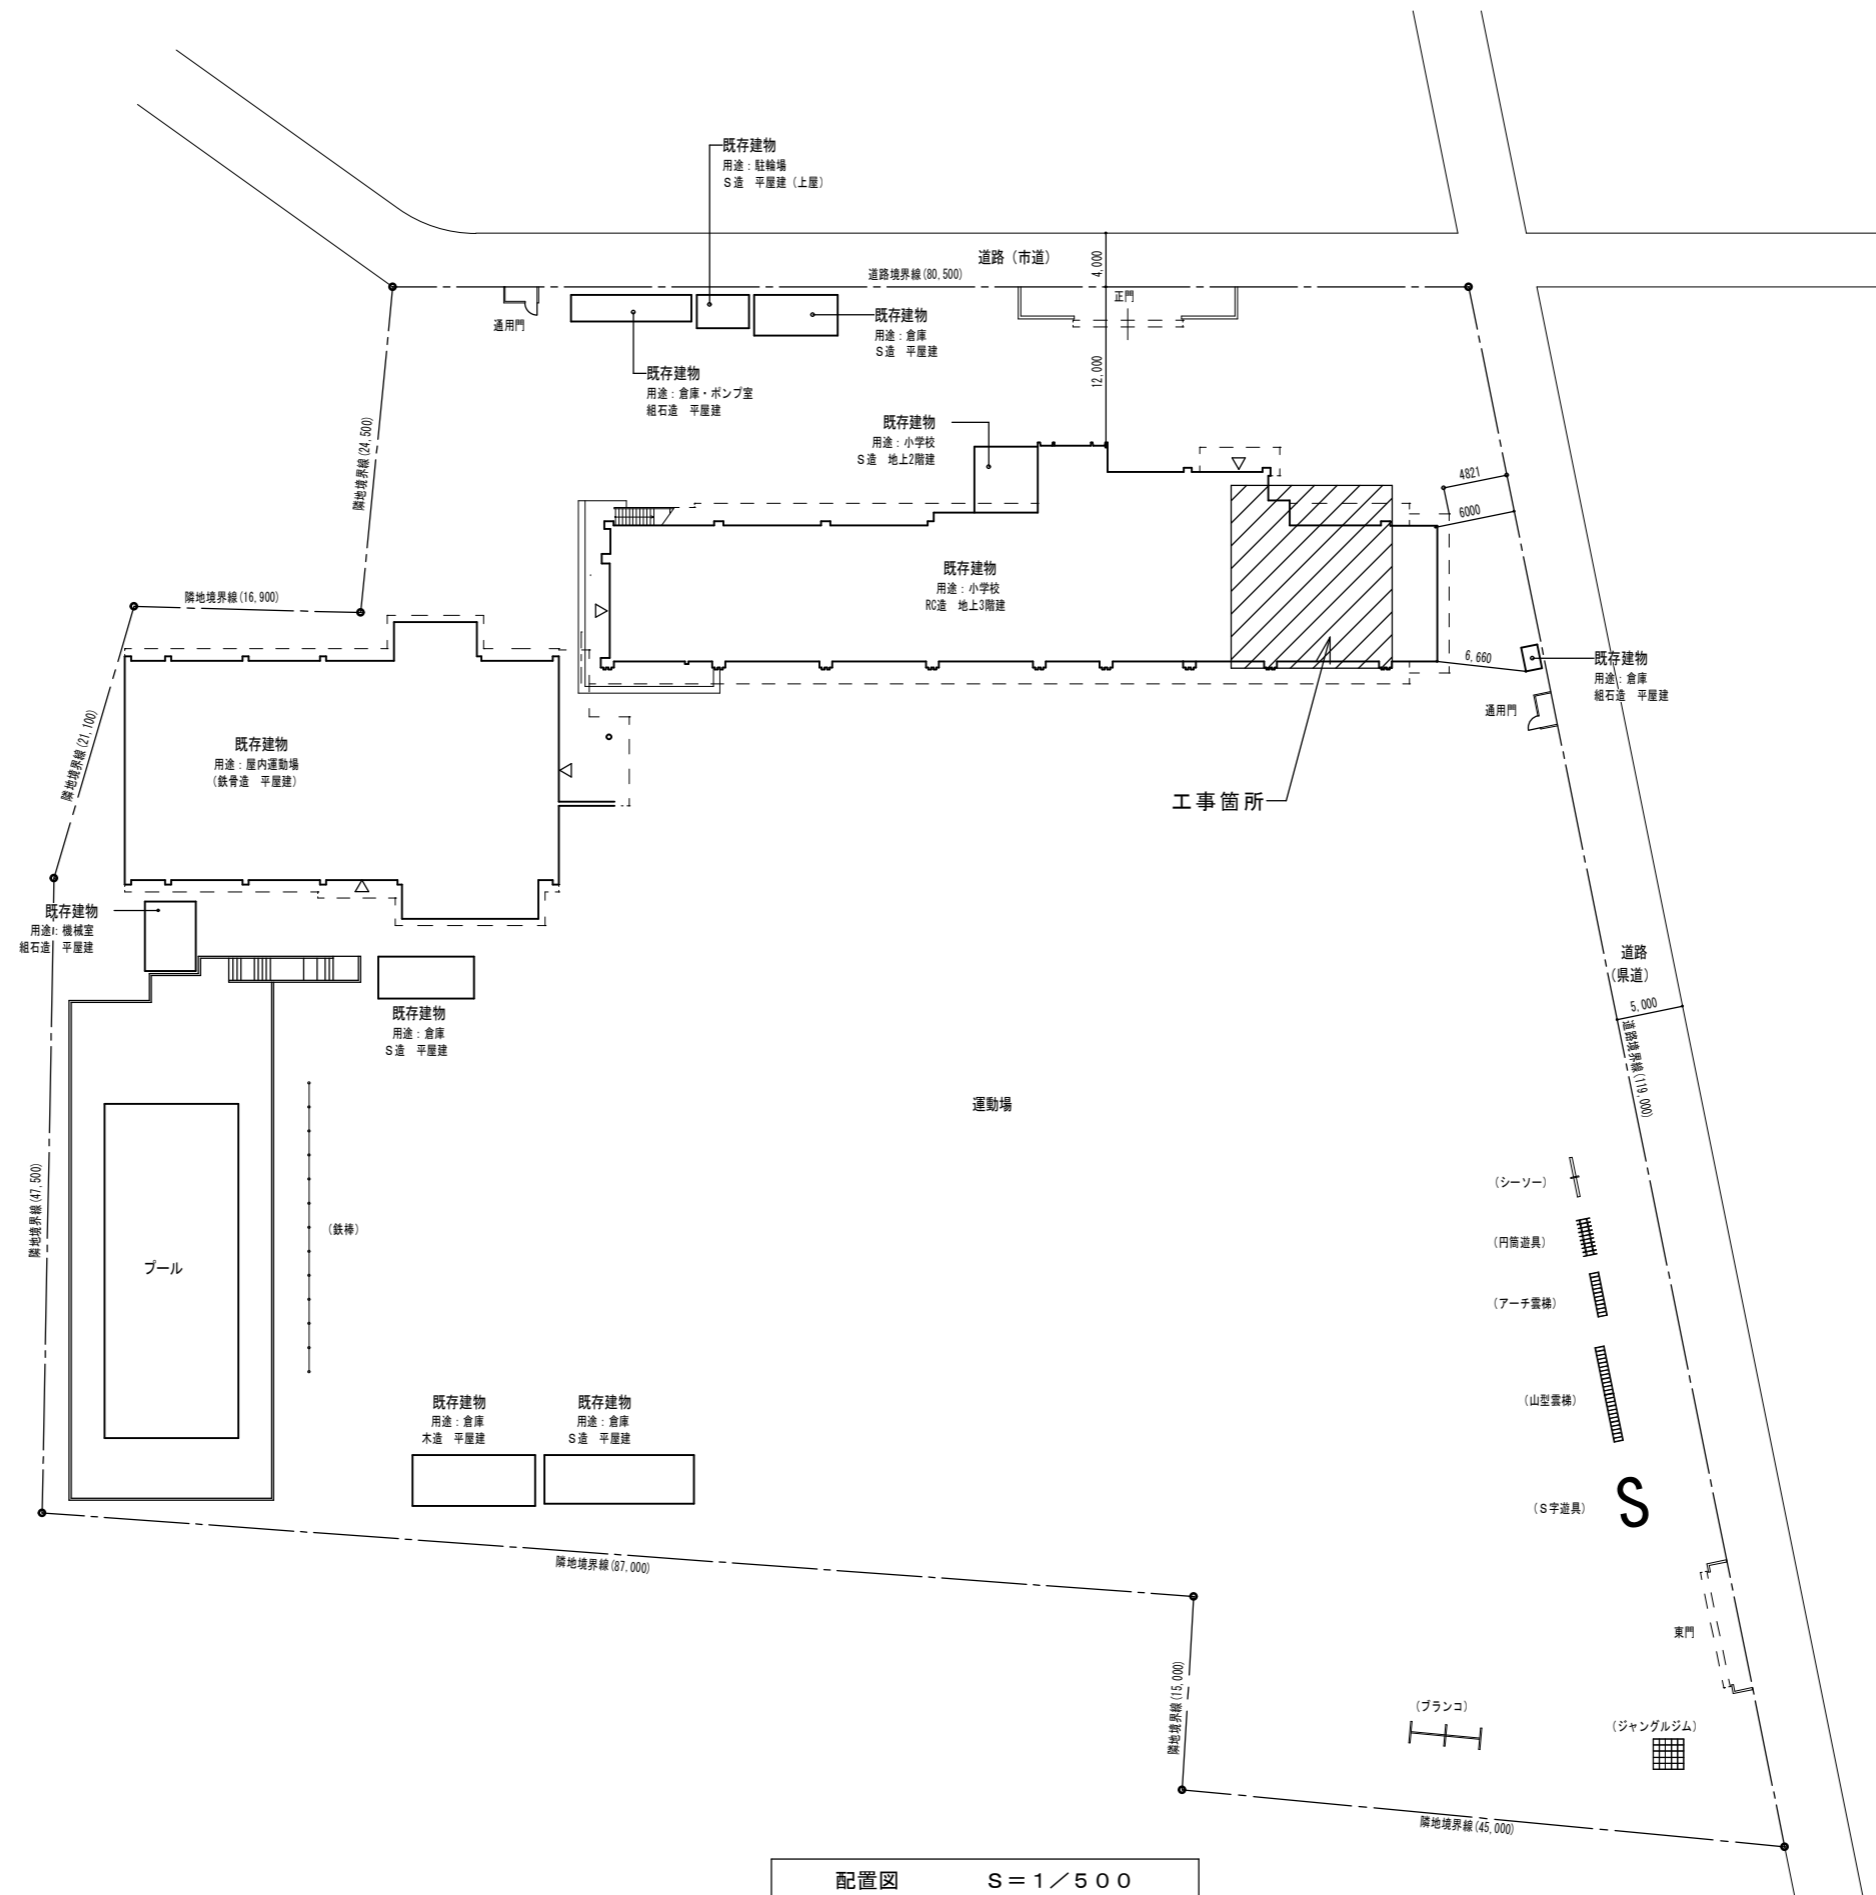 既存建物
用途：駐輪場
Ｓ造　平屋建（上屋）
道路（市道）
4,000
道路境界線(80,500)
正門
通用門
既存建物
用途：倉庫
Ｓ造　平屋建
12,000
既存建物
用途：倉庫・ポンプ室
組石造　平屋建
隣地境界線(24,500)
既存建物
用途：小学校
Ｓ造　地上2階建
4821
6000
既存建物
用途：小学校
RC造　地上3階建
隣地境界線(16,900)
6,660
既存建物
用途：倉庫
組石造　平屋建
通用門
隣地境界線(21,100)
既存建物
用途：屋内運動場
（鉄骨造　平屋建）
工事箇所
既存建物
用途：機械室
組石造　平屋建
道路
（県道）
5,000
道路境界線(119,000)
既存建物
用途：倉庫
Ｓ造　平屋建
運動場
隣地境界線(47,500)
（シーソー）
（鉄棒）
（円筒遊具）
プール
（アーチ雲梯）
既存建物
用途：倉庫
木造　平屋建
既存建物
用途：倉庫
Ｓ造　平屋建
（山型雲梯）
（Ｓ字遊具）
S
隣地境界線(87,000)
東門
隣地境界線(15,000)
（ブランコ）
（ジャングルジム）
隣地境界線(45,000)
配置図　　Ｓ＝１／５００